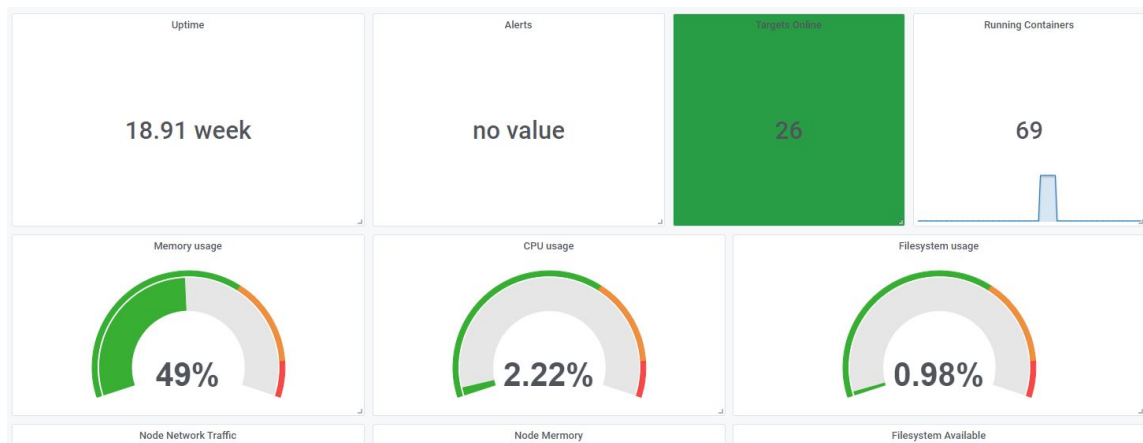 Uptime
Alerts
Targets Online
Running Containers
18.91 week
no value
26
69
Memory usage
CPU usage
Filesystem usage
49%
2.22%
0.98%
Node Network Traffic
Node Mermory
Filesystem Available